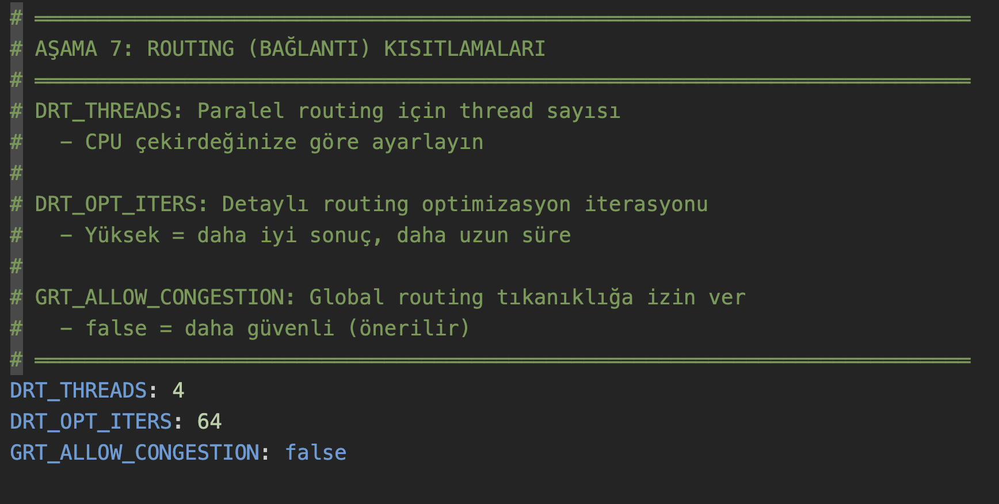 # ═══════════════════════════════════════════════════════════════════════════
# AŞAMA 7: ROUTING (BAĞLANTI) KISITLAMALARI
# ═══════════════════════════════════════════════════════════════════════════
# DRT_THREADS: Paralel routing için thread sayısı
#   - CPU çekirdeğinize göre ayarlayın
#
# DRT_OPT_ITERS: Detaylı routing optimizasyon iterasyonu
#   - Yüksek = daha iyi sonuç, daha uzun süre
#
# GRT_ALLOW_CONGESTION: Global routing tıkanıklığa izin ver
#   - false = daha güvenli (önerilir)
# ═══════════════════════════════════════════════════════════════════════════
DRT_THREADS: 4
DRT_OPT_ITERS: 64
GRT_ALLOW_CONGESTION: false